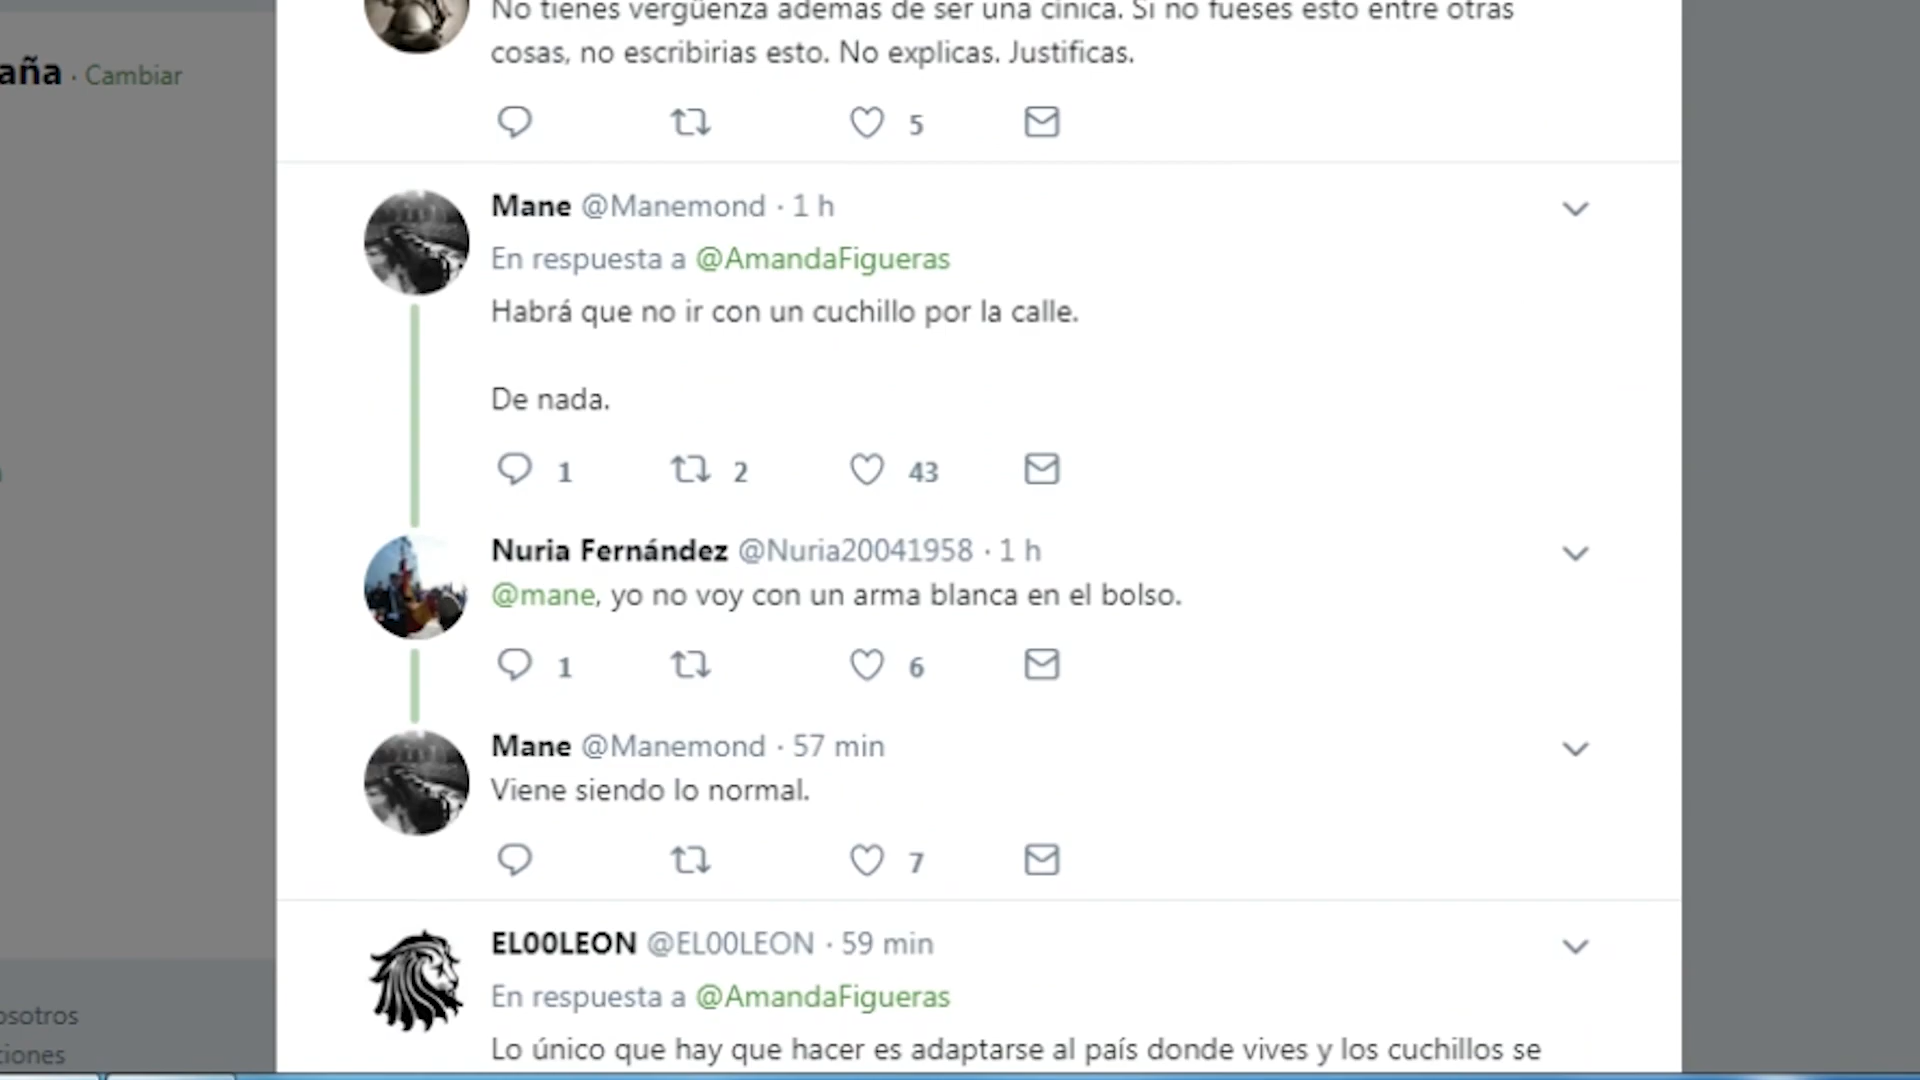 No tienes vergüenza además de ser una cínica. Si no fueses esto entre otras
cosas, no escribirias esto. No explicas. Justificas.
5
aña · Cambiar
Mane @Manemond · 1 h
En respuesta a @AmandaFigueras
Habrá que no ir con un cuchillo por la calle.
De nada.
1 2 43
Nuria Fernández @Nuria20041958 · 1 h
@mane, yo no voy con un arma blanca en el bolso.
1 6
Mane @Manemond · 57 min
Viene siendo lo normal.
7
EL00LEON @EL00LEON · 59 min
En respuesta a @AmandaFigueras
Lo único que hay que hacer es adaptarse al país donde vives y los cuchillos se
osotros
ciones